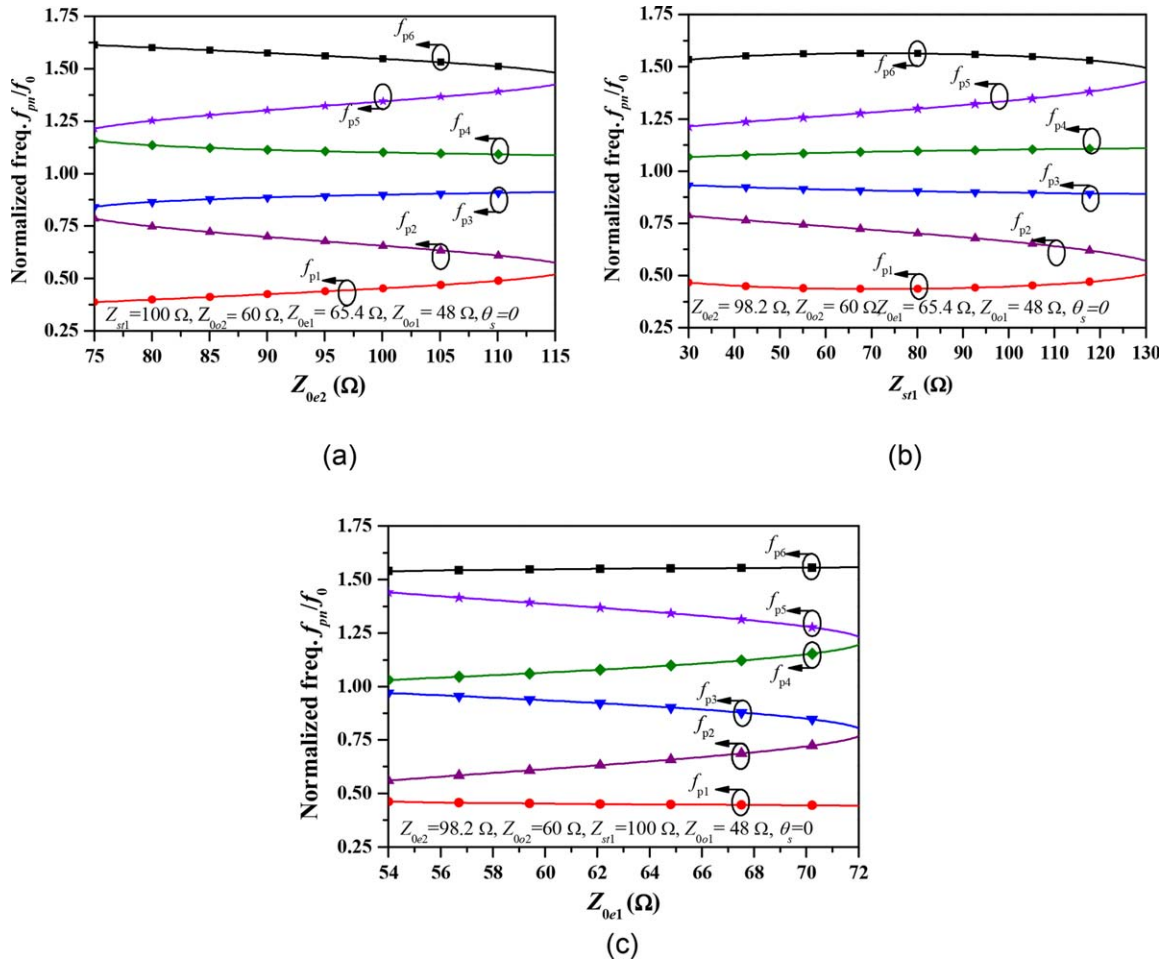 Normalized freq. f_pn/f_0
1.75
1.50
1.25
1.00
0.75
0.50
0.25
f_p6
f_p5
f_p4
f_p3
f_p2
f_p1
Z_st1=100 Ω, Z_0o2=60 Ω, Z_0e1=65.4 Ω, Z_0o1=48 Ω, θ_s=0
75 80 85 90 95 100 105 110 115
Z_0e2 (Ω)
(a)
Normalized freq. f_pn/f_0
1.75
1.50
1.25
1.00
0.75
0.50
0.25
f_p6
f_p5
f_p4
f_p3
f_p2
f_p1
Z_0e2=98.2 Ω, Z_0o2=60 Ω, Z_0e1=65.4 Ω, Z_0o1=48 Ω, θ_s=0
30 40 50 60 70 80 90 100 110 120 130
Z_st1 (Ω)
(b)
Normalized freq. f_pn/f_0
1.75
1.50
1.25
1.00
0.75
0.50
0.25
f_p6
f_p5
f_p4
f_p3
f_p2
f_p1
Z_0e2=98.2 Ω, Z_0o2=60 Ω, Z_st1=100 Ω, Z_0o1=48 Ω, θ_s=0
54 56 58 60 62 64 66 68 70 72
Z_0e1 (Ω)
(c)